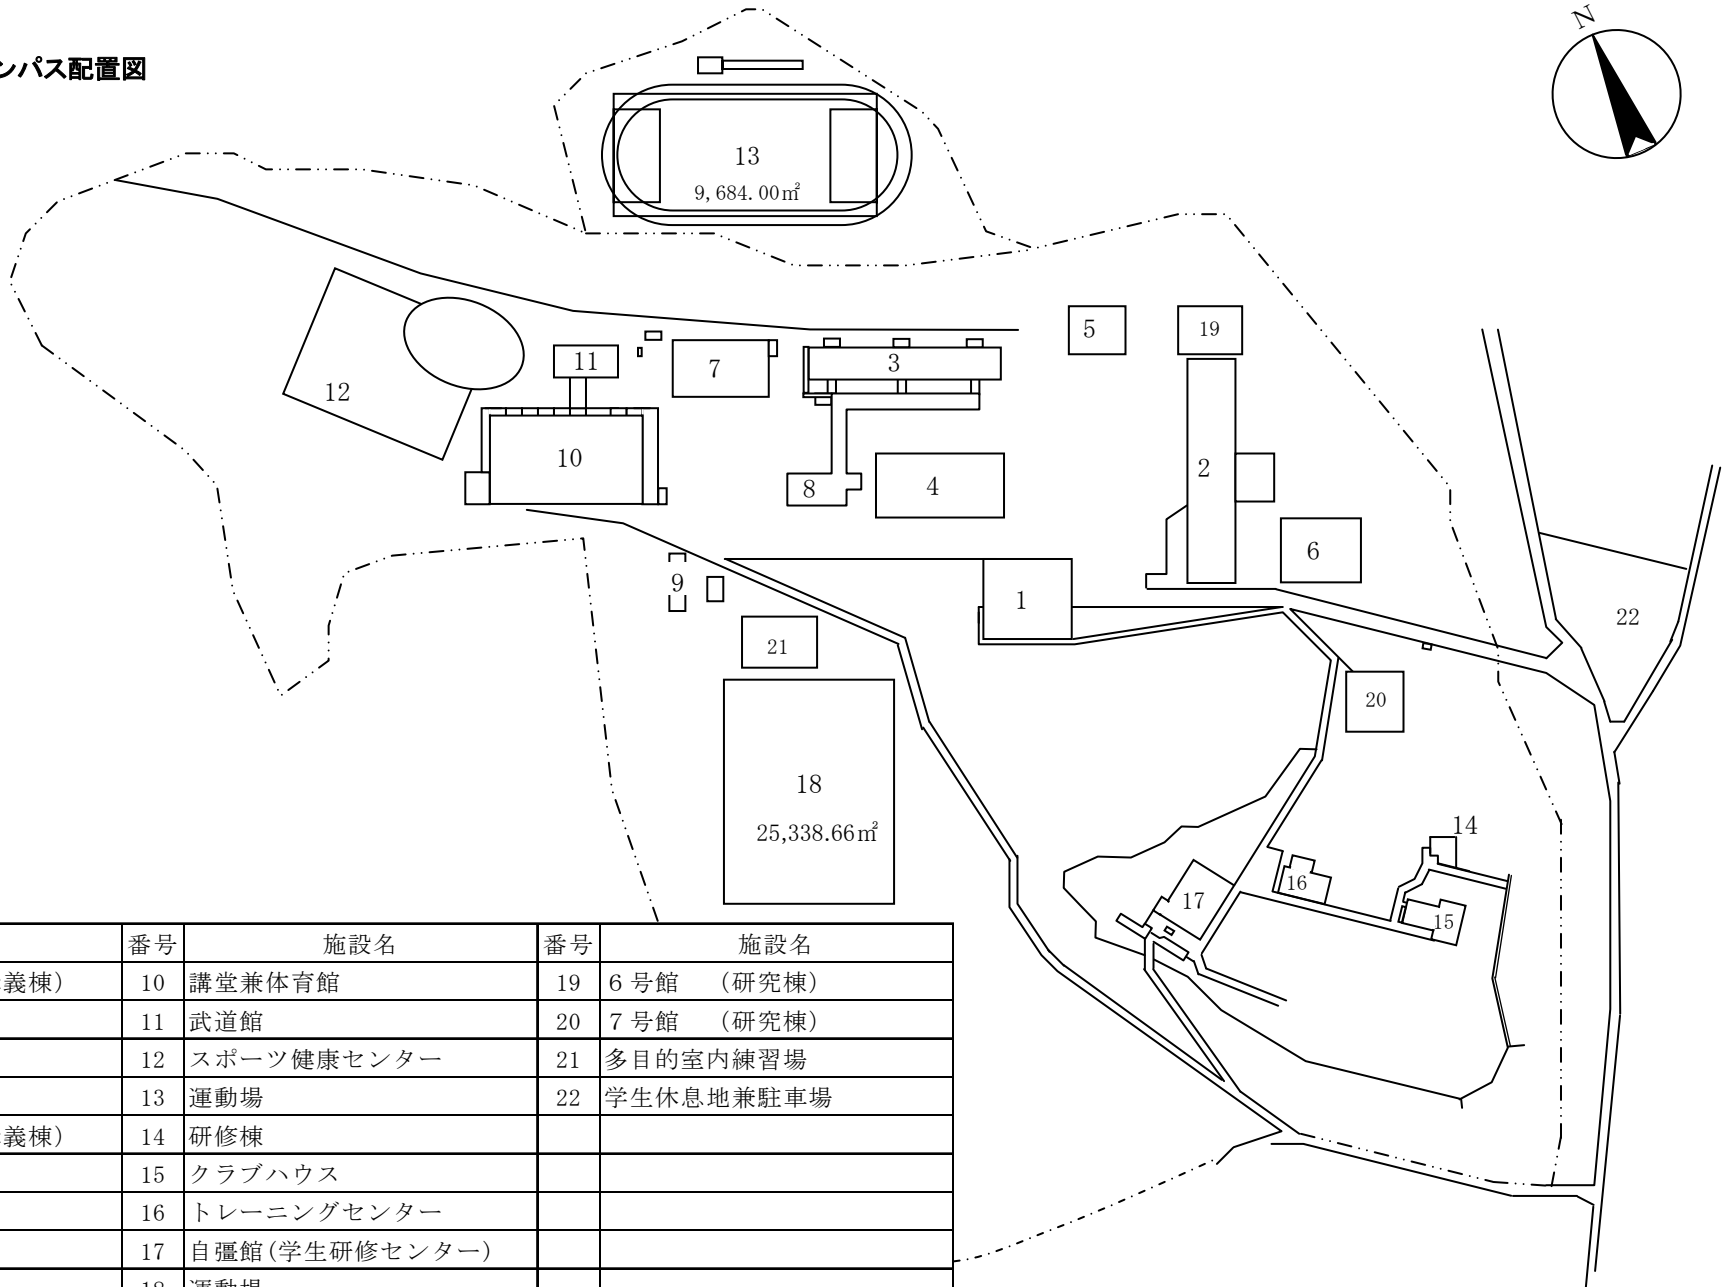 ンパス配置図
N
13
9,684.00㎡
5
19
11
7
3
12
10
2
8
4
6
9
1
22
21
20
18
25,338.66㎡
14
16
17
15
番号 施設名 番号 施設名
義棟） 10 講堂兼体育館 19 ６号館 （研究棟）
11 武道館 20 ７号館 （研究棟）
12 スポーツ健康センター 21 多目的室内練習場
13 運動場 22 学生休息地兼駐車場
義棟） 14 研修棟
15 クラブハウス
16 トレーニングセンター
17 自彊館(学生研修センター)
18 運動場